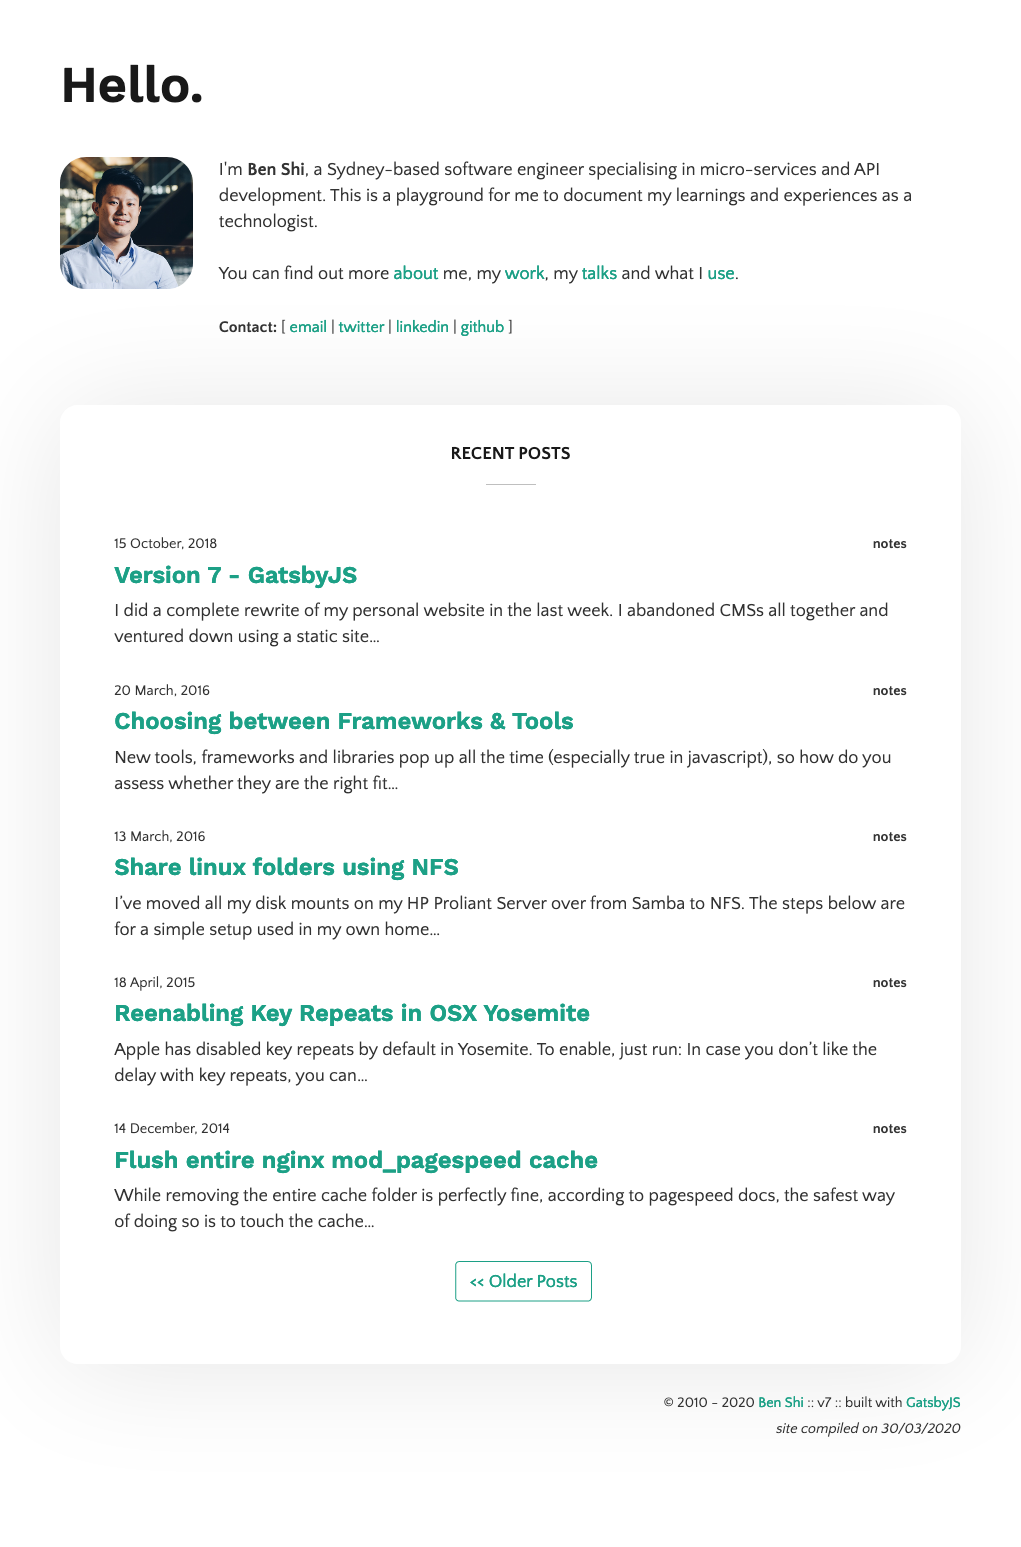 Hello.
I'm Ben Shi, a Sydney-based software engineer specialising in micro-services and API
development. This is a playground for me to document my learnings and experiences as a
technologist.
You can find out more about me, my work, my talks and what I use.
Contact: [ email | twitter | linkedin | github ]
RECENT POSTS
15 October, 2018 notes
Version 7 - GatsbyJS
I did a complete rewrite of my personal website in the last week. I abandoned CMSs all together and
ventured down using a static site…
20 March, 2016 notes
Choosing between Frameworks & Tools
New tools, frameworks and libraries pop up all the time (especially true in javascript), so how do you
assess whether they are the right fit…
13 March, 2016 notes
Share linux folders using NFS
I’ve moved all my disk mounts on my HP Proliant Server over from Samba to NFS. The steps below are
for a simple setup used in my own home…
18 April, 2015 notes
Reenabling Key Repeats in OSX Yosemite
Apple has disabled key repeats by default in Yosemite. To enable, just run: In case you don’t like the
delay with key repeats, you can…
14 December, 2014 notes
Flush entire nginx mod_pagespeed cache
While removing the entire cache folder is perfectly fine, according to pagespeed docs, the safest way
of doing so is to touch the cache…
<< Older Posts
© 2010 - 2020 Ben Shi :: v7 :: built with GatsbyJS
site compiled on 30/03/2020